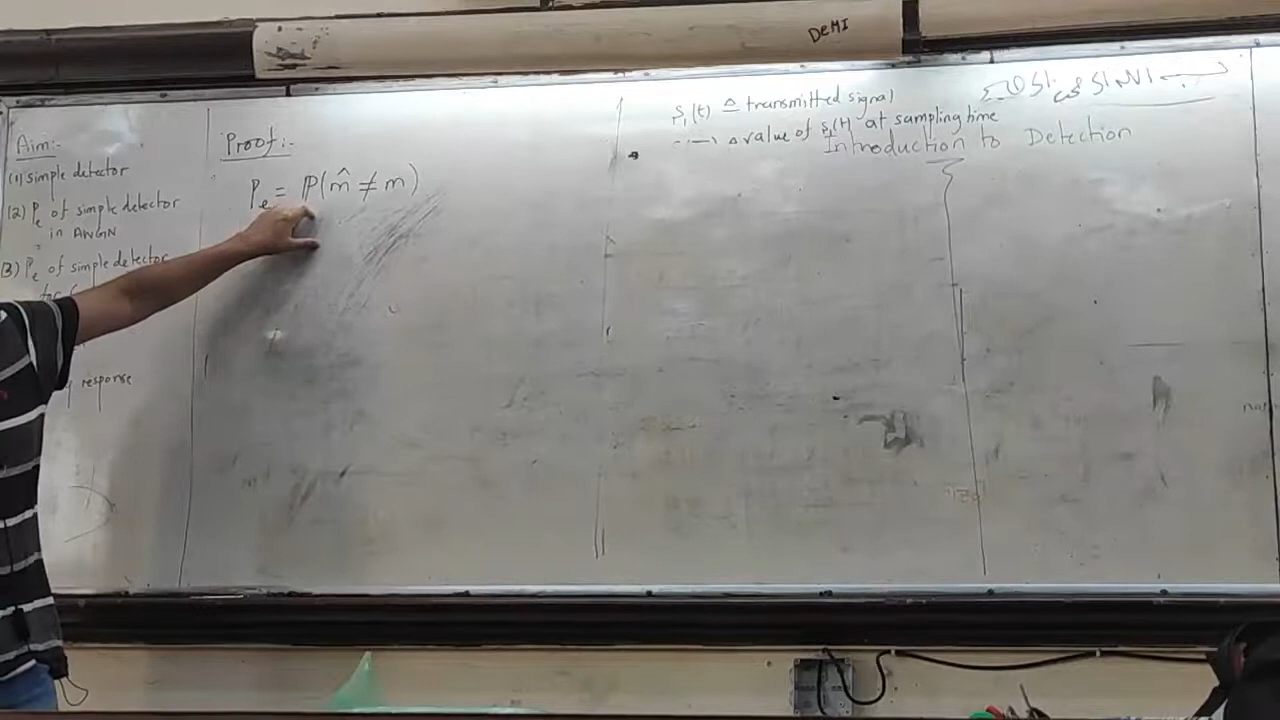 DeMI
Aim:-
(1) simple detector
(2) Pe of simple detector
in AWGN
(3) Pe of simple detector
response
Proof:-
Pe = ℙ(m̂ ≠ m)
s₁(t) ≜ transmitted signal
≜ value of s₁(t) at sampling time
Introduction to Detection